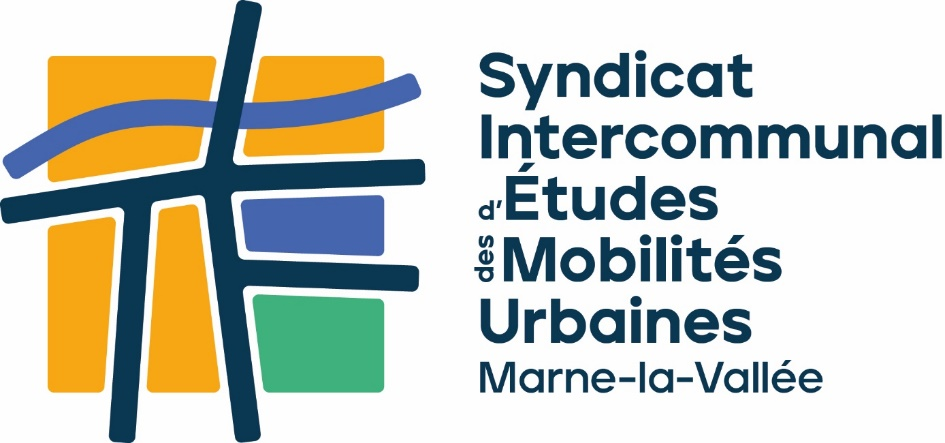 Syndicat
Intercommunal
d'Études
des Mobilités
Urbaines
Marne-la-Vallée